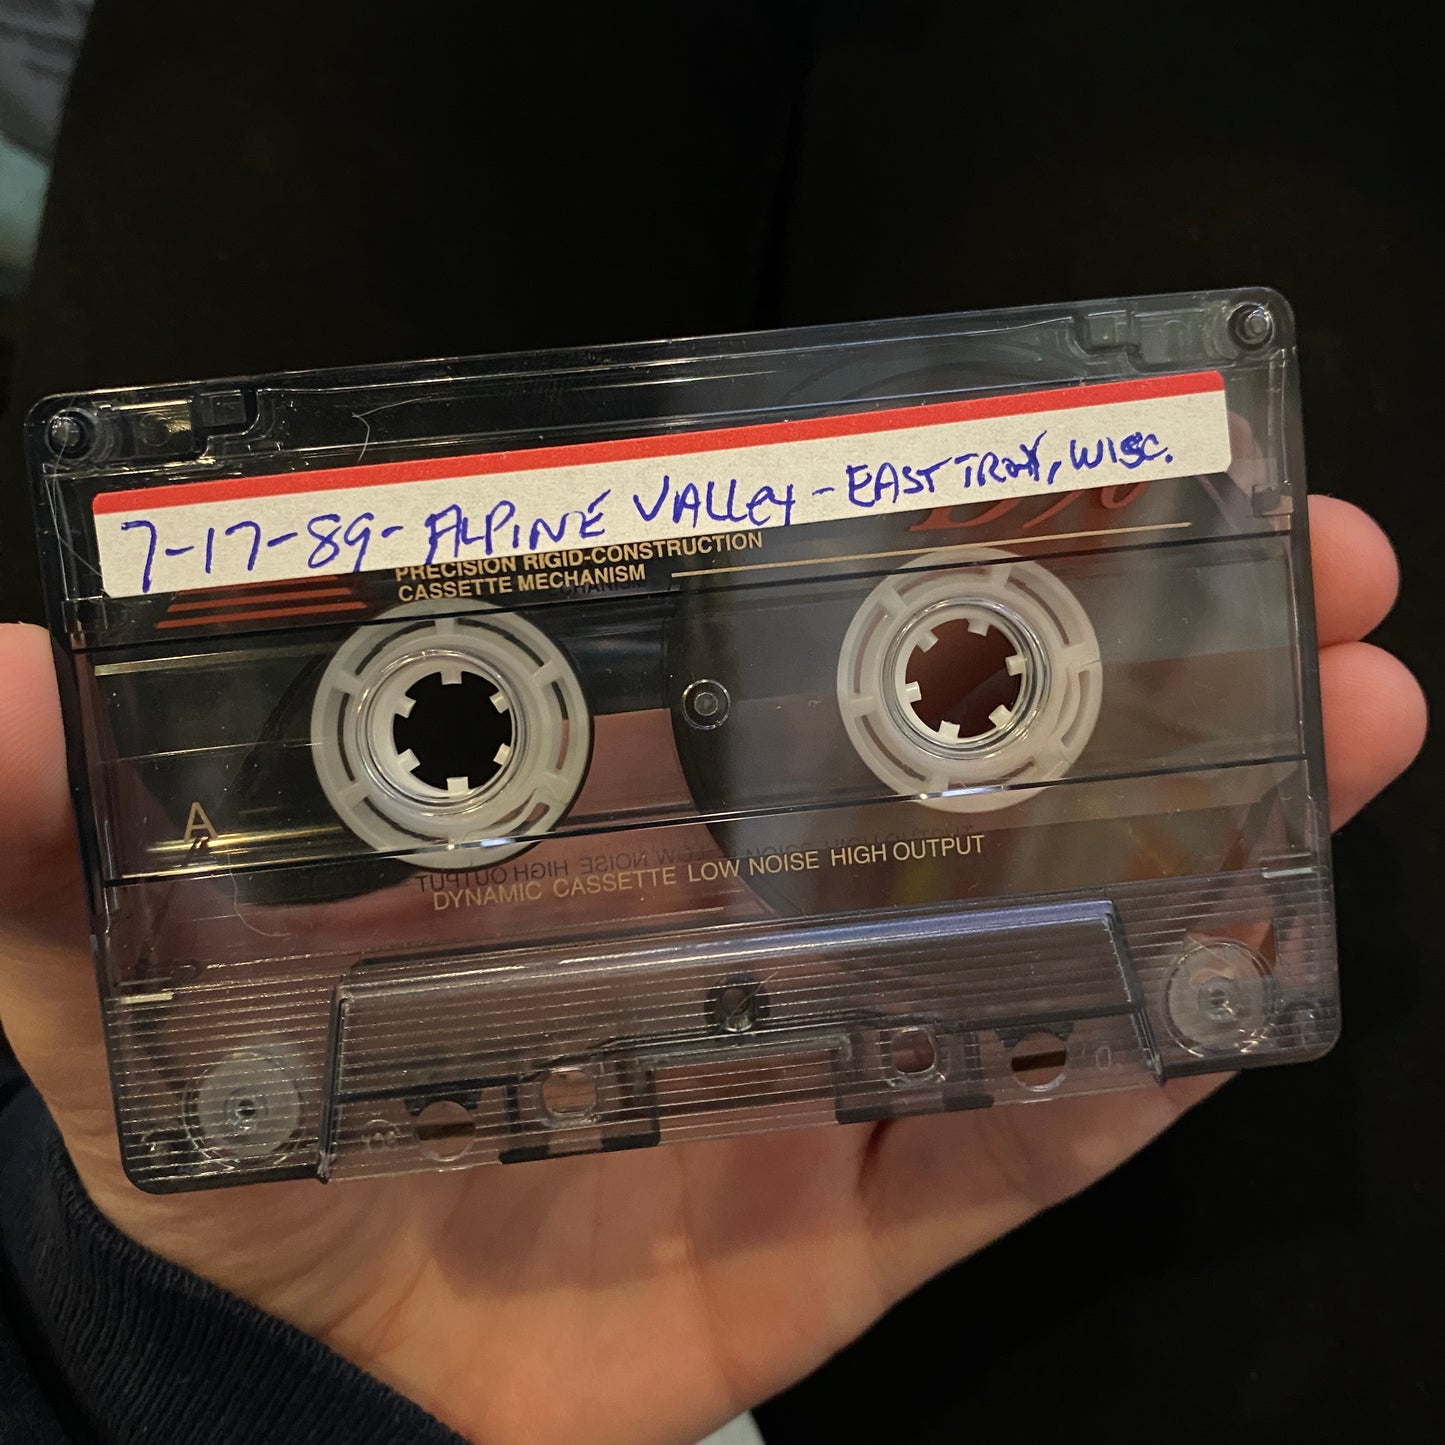 7-17-89-ALPINE VALLEY-EAST TROY, WISC.
PRECISION RIGID-CONSTRUCTION
CASSETTE MECHANISM
A
DYNAMIC CASSETTE LOW NOISE HIGH OUTPUT